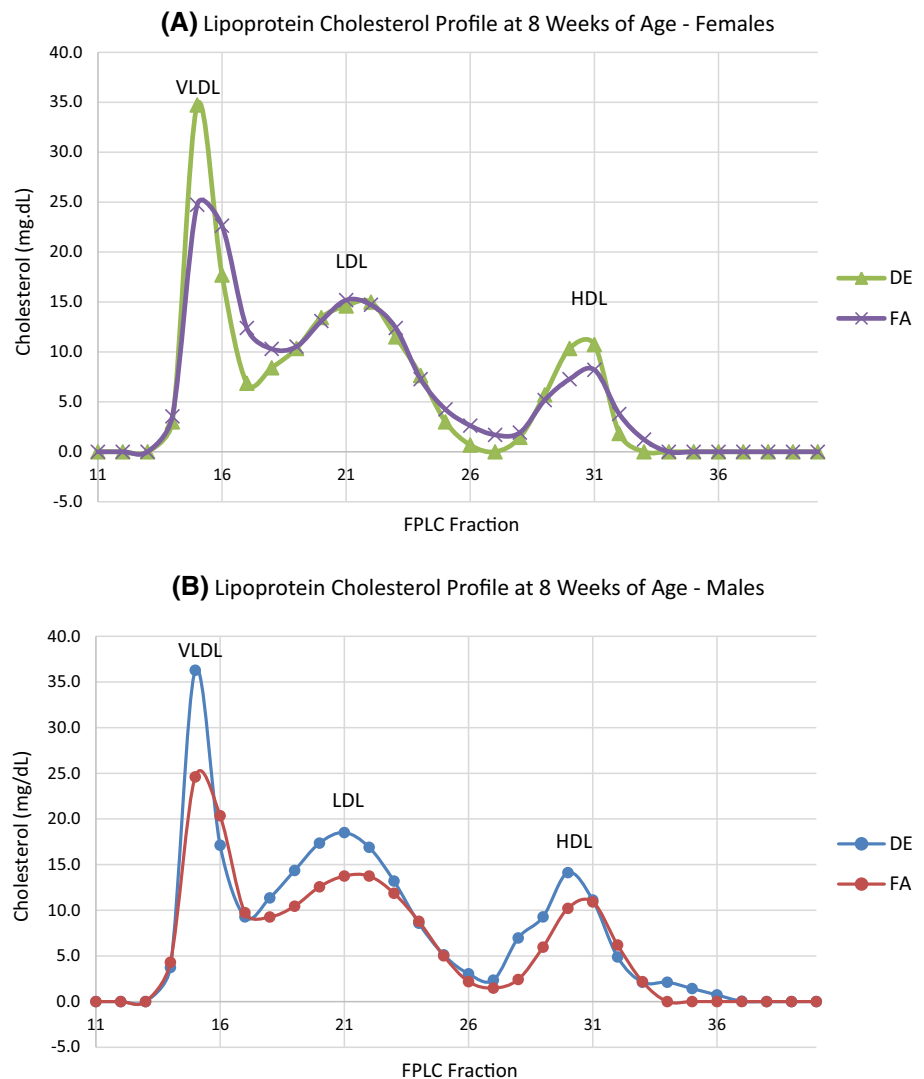 (A) Lipoprotein Cholesterol Profile at 8 Weeks of Age - Females
40.0
35.0
30.0
25.0
20.0
15.0
10.0
5.0
0.0
-5.0
Cholesterol (mg.dL)
VLDL
LDL
HDL
11 16 21 26 31 36
FPLC Fraction
DE
FA
(B) Lipoprotein Cholesterol Profile at 8 Weeks of Age - Males
40.0
35.0
30.0
25.0
20.0
15.0
10.0
5.0
0.0
-5.0
Cholesterol (mg/dL)
VLDL
LDL
HDL
11 16 21 26 31 36
FPLC Fraction
DE
FA